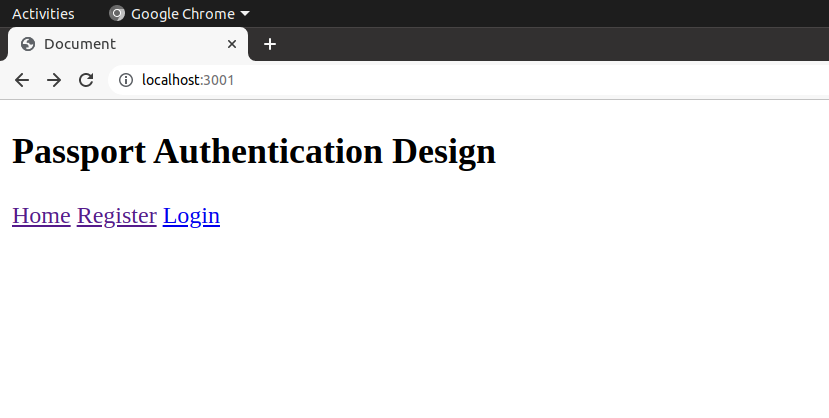 Activities Google Chrome
Document
localhost:3001
Passport Authentication Design
Home Register Login